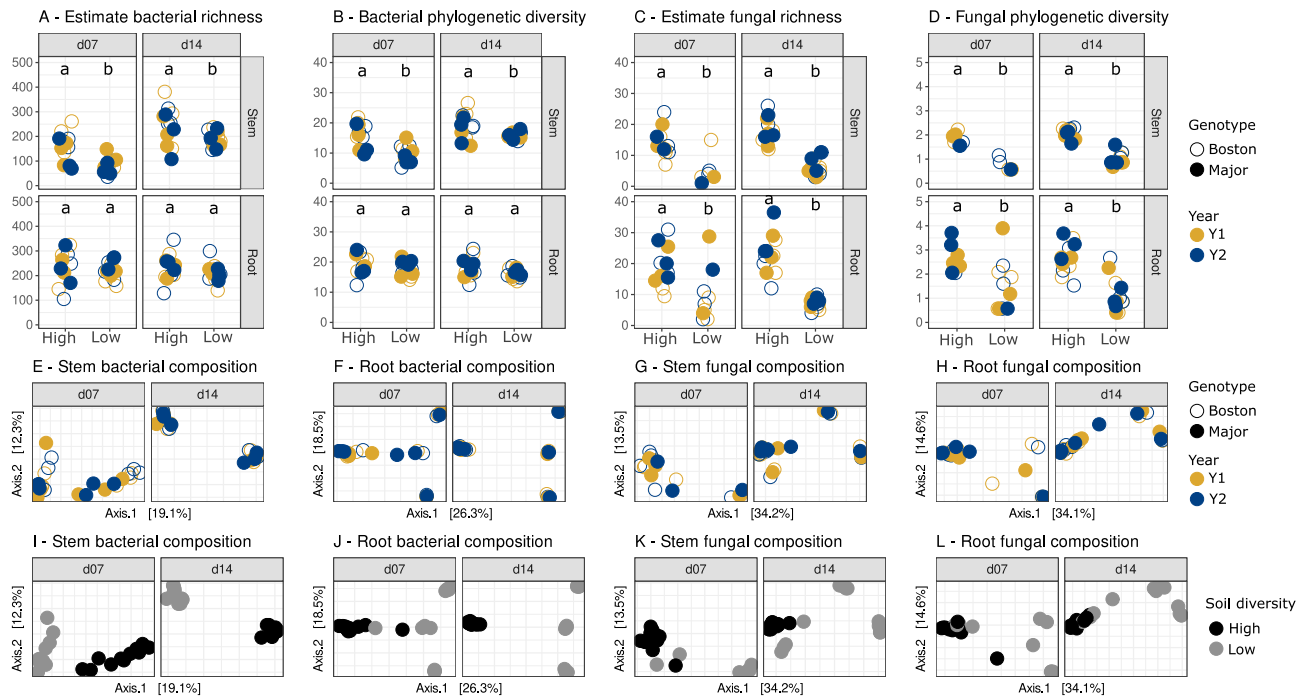 A - Estimate bacterial richness
B - Bacterial phylogenetic diversity
C - Estimate fungal richness
D - Fungal phylogenetic diversity
d07 d14 d07 d14 d07 d14 d07 d14
500 400 300 200 100 0
a b a b
Stem
500 400 300 200 100 0
a a a a
Root
High Low High Low
40 30 20 10 0
a b a a
Stem
40 30 20 10 0
a a a a
Root
High Low High Low
40 30 20 10 0
a b a b
Stem
40 30 20 10 0
a b a b
Root
High Low High Low
5 4 3 2 1 0
a b a b
Stem
5 4 3 2 1 0
a b a b
Root
High Low High Low
Genotype
Boston
Major
Year
Y1
Y2
E - Stem bacterial composition
F - Root bacterial composition
G - Stem fungal composition
H - Root fungal composition
d07 d14 d07 d14 d07 d14 d07 d14
Axis.2 [12.3%]
Axis.2 [18.5%]
Axis.2 [13.5%]
Axis.2 [14.6%]
Axis.1 [19.1%]
Axis.1 [26.3%]
Axis.1 [34.2%]
Axis.1 [34.1%]
Genotype
Boston
Major
Year
Y1
Y2
I - Stem bacterial composition
J - Root bacterial composition
K - Stem fungal composition
L - Root fungal composition
d07 d14 d07 d14 d07 d14 d07 d14
Axis.2 [12.3%]
Axis.2 [18.5%]
Axis.2 [13.5%]
Axis.2 [14.6%]
Axis.1 [19.1%]
Axis.1 [26.3%]
Axis.1 [34.2%]
Axis.1 [34.1%]
Soil diversity
High
Low